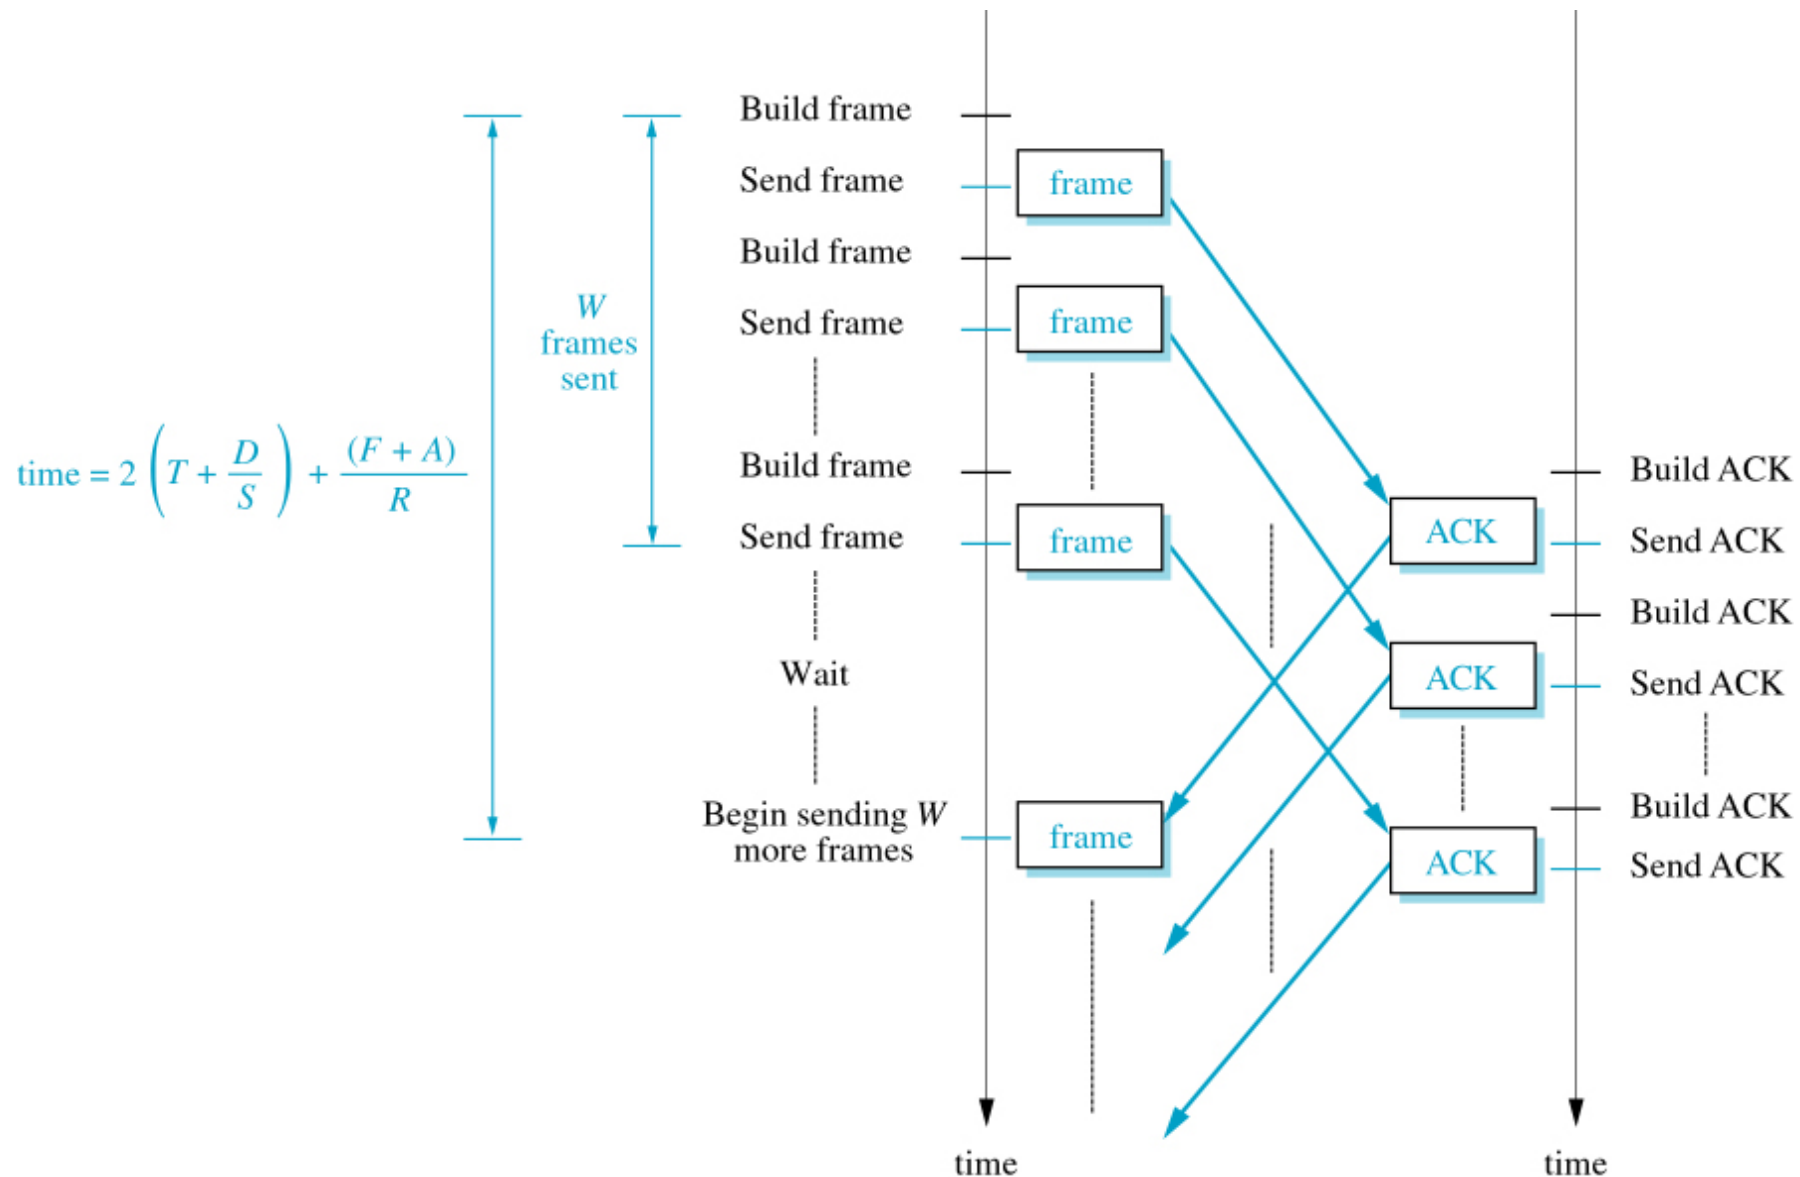 Build frame
Send frame
frame
Build frame
Send frame
frame
W
frames
sent
time = 2 (T + D/S) + (F + A)/R
Build frame
Send frame
frame
Build ACK
ACK
Send ACK
Build ACK
ACK
Send ACK
Wait
Begin sending W
more frames
frame
Build ACK
ACK
Send ACK
time
time